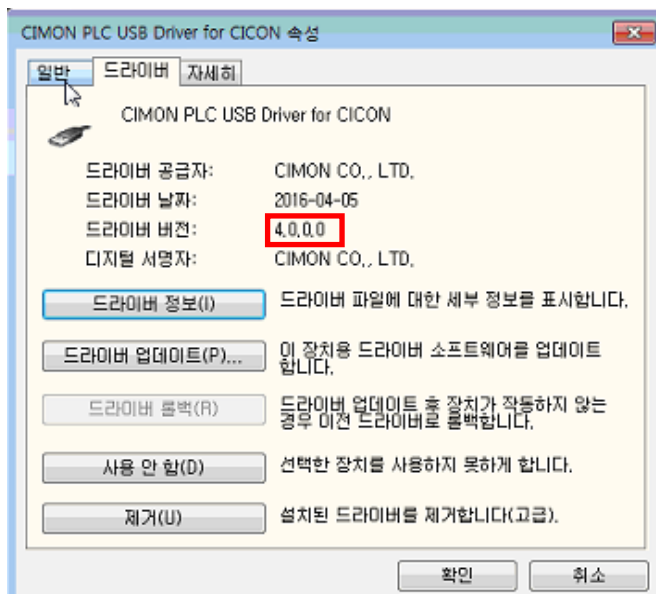 CIMON PLC USB Driver for CICON 속성
일반 드라이버 자세히
CIMON PLC USB Driver for CICON
드라이버 공급자: CIMON CO., LTD.
드라이버 날짜: 2016-04-05
드라이버 버전: 4.0.0.0
디지털 서명자: CIMON CO., LTD.
드라이버 정보(I) 드라이버 파일에 대한 세부 정보를 표시합니다.
드라이버 업데이트(P)... 이 장치용 드라이버 소프트웨어를 업데이트
합니다.
드라이버 롤백(R) 드라이버 업데이트 후 장치가 작동하지 않는
경우 이전 드라이버로 롤백합니다.
사용 안 함(D) 선택한 장치를 사용하지 못하게 합니다.
제거(U) 설치된 드라이버를 제거합니다(고급).
확인 취소